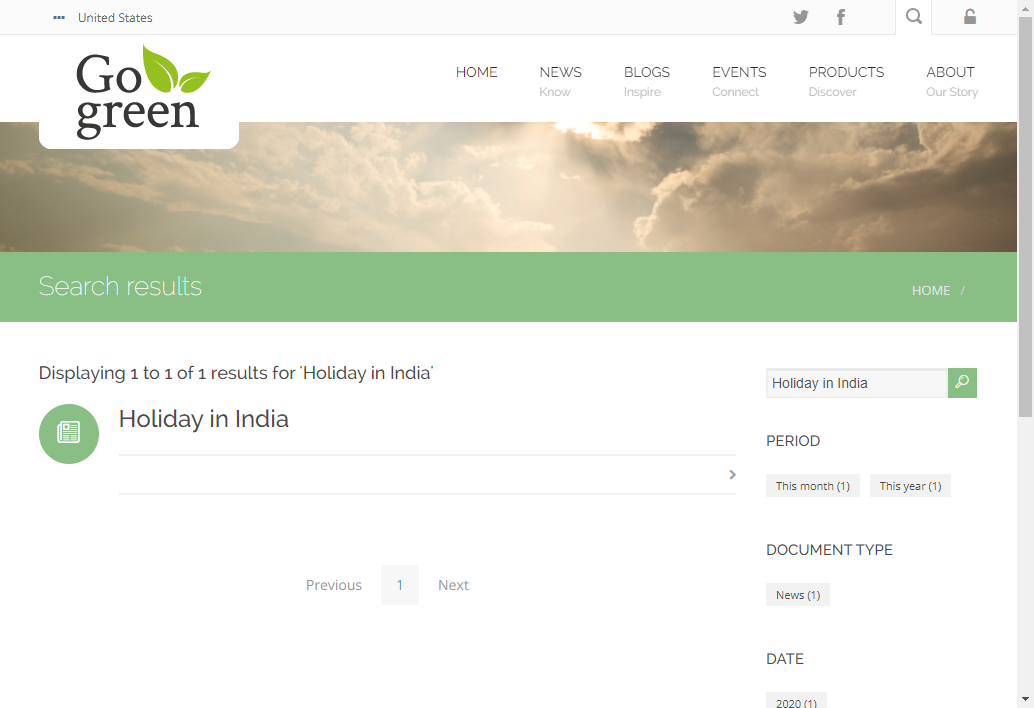 United States
Go
green
HOME
Know
NEWS
BLOGS
Inspire
EVENTS
Connect
PRODUCTS
Discover
ABOUT
Our Story
Search results
HOME /
Displaying 1 to 1 of 1 results for 'Holiday in India'
Holiday in India
Previous 1 Next
Holiday in India
PERIOD
This month (1) This year (1)
DOCUMENT TYPE
News (1)
DATE
2020 (1)